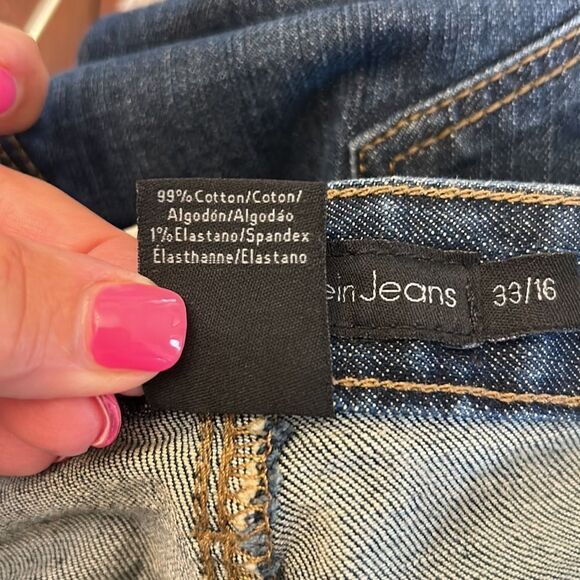 99% Cotton/Coton/
Algodón/Algodão
1% Elastano/Spandex
Élasthanne/Elastano
ein Jeans
33/16